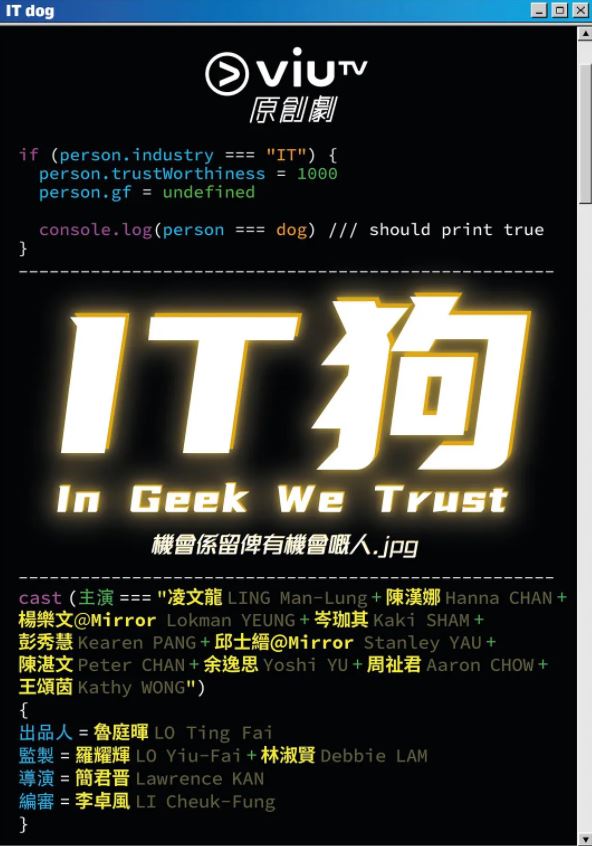 IT dog
viuTV
原創劇
if (person.industry === "IT") {
person.trustWorthiness = 1000
person.gf = undefined
console.log(person === dog) /// should print true
}
IT狗
In Geek We Trust
機會係留俾有機會嘅人.jpg
cast (主演 === "凌文龍 LING Man-Lung + 陳漢娜 Hanna CHAN +
楊樂文@Mirror Lokman YEUNG + 岑珈其 Kaki SHAM +
彭秀慧 Kearen PANG + 邱士縉@Mirror Stanley YAU +
陳湛文 Peter CHAN + 余逸思 Yoshi YU + 周祉君 Aaron CHOW +
王頌茵 Kathy WONG")
{
出品人 = 魯庭暉 LO Ting Fai
監製 = 羅耀輝 LO Yiu-Fai + 林淑賢 Debbie LAM
導演 = 簡君晋 Lawrence KAN
編審 = 李卓風 LI Cheuk-Fung
}